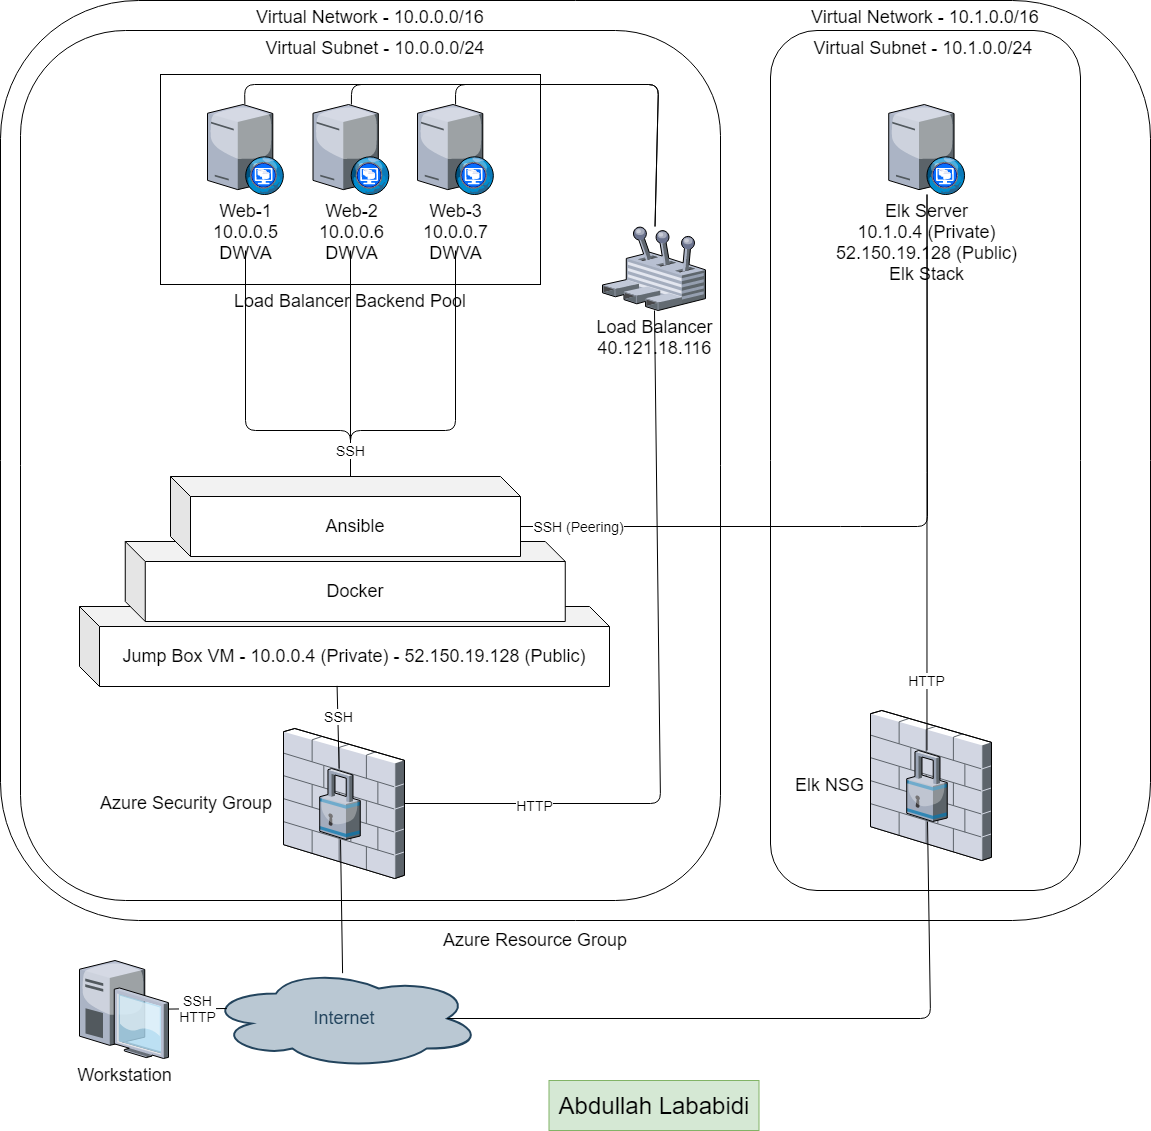 Virtual Network - 10.0.0.0/16
Virtual Network - 10.1.0.0/16
Virtual Subnet - 10.0.0.0/24
Virtual Subnet - 10.1.0.0/24
Web-1
10.0.0.5
DWVA
Web-2
10.0.0.6
DWVA
Web-3
10.0.0.7
DWVA
Load Balancer Backend Pool
Elk Server
10.1.0.4 (Private)
52.150.19.128 (Public)
Elk Stack
Load Balancer
40.121.18.116
SSH
Ansible
SSH (Peering)
Docker
Jump Box VM - 10.0.0.4 (Private) - 52.150.19.128 (Public)
SSH
HTTP
Azure Security Group
HTTP
Elk NSG
Azure Resource Group
SSH
HTTP
Internet
Workstation
Abdullah Lababidi